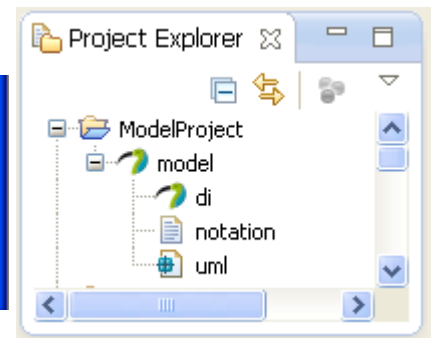 Project Explorer
ModelProject
model
di
notation
uml